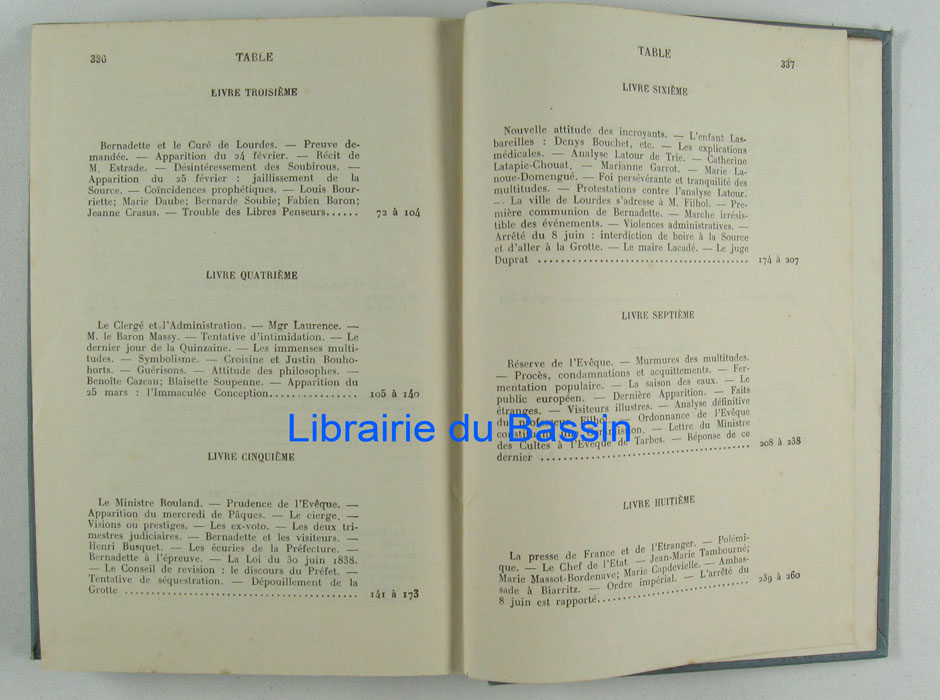 336
TABLE
LIVRE TROISIÈME
Bernadette et le Curé de Lourdes. — Preuve de-
mandée. — Apparition du 24 février. — Récit de
M. Estrade. — Désintéressement des Soubirous. —
Apparition du 25 février : jaillissement de la
Source. — Coïncidences prophétiques. — Louis Bour-
riette; Marie Daube; Bernarde Soubie; Fabien Baron;
Jeanne Crasus. — Trouble des Libres Penseurs...... 72 à 104
LIVRE QUATRIÈME
Le Clergé et l'Administration. — Mgr Laurence. —
M. le Baron Massy. — Tentative d'intimidation. — Le
dernier jour de la Quinzaine. — Les immenses multi-
tudes. — Symbolisme. — Croisine et Justin Bouho-
horts. — Guérisons. — Attitude des philosophes. —
Benoîte Cazeau; Blaisette Soupenne. — Apparition du
25 mars : l'Immaculée Conception............... 105 à 140
LIVRE CINQUIÈME
Le Ministre Rouland. — Prudence de l'Evêque. —
Apparition du mercredi de Pâques. — Le cierge. —
Visions ou prestiges. — Les ex-voto. — Les deux tri-
mestres judiciaires. — Bernadette et les visiteurs. —
Henri Busquet. — Les écuries de la Préfecture. —
Bernadette à l'épreuve. — La Loi du 30 juin 1838.
— Le Conseil de revision : le discours du Préfet. —
Tentative de séquestration. — Dépouillement de la
Grotte ........................................ 141 à 173
TABLE
337
LIVRE SIXIÈME
Nouvelle attitude des incroyants. — L'enfant Las-
bareilles : Denys Bouchet, etc. — Les explications
médicales. — Analyse Latour de Trie. — Catherine
Latapie-Chouat. — Marianne Garrot. — Marie La-
noue-Domengué. — Foi persévérante et tranquilité des
multitudes. — Protestations contre l'analyse Latour.
— La ville de Lourdes s'adresse à M. Filhol. — Pre-
mière communion de Bernadette. — Marche irrésis-
tible des événements. — Violences administratives. —
Arrêté du 8 juin : interdiction de boire à la Source
et d'aller à la Grotte. — Le maire Lacadé. — Le juge
Duprat ........................................ 174 à 207
LIVRE SEPTIÈME
Réserve de l'Evêque. — Murmures des multitudes.
— Procès, condamnations et acquittements. — Fer-
mentation populaire. — La saison des eaux. — Le
public européen. — Dernière Apparition. — Faits
étranges. — Visiteurs illustres. — Analyse définitive
du professeur Filhol. — Ordonnance de l'Evêque
constituant une Commission. — Lettre du Ministre
des Cultes à l'Evêque de Tarbes. — Réponse de ce
dernier ........................................ 208 à 238
LIVRE HUITIÈME
La presse de France et de l'Etranger. — Polémi-
que. — Le Chef de l'Etat. — Jean-Marie Tambourné;
Marie Massot-Bordenave; Marie Capdevielle. — Ambas-
sade à Biarritz. — Ordre impérial. — L'arrêté du
8 juin est rapporté............................ 239 à 260
Librairie du Bassin